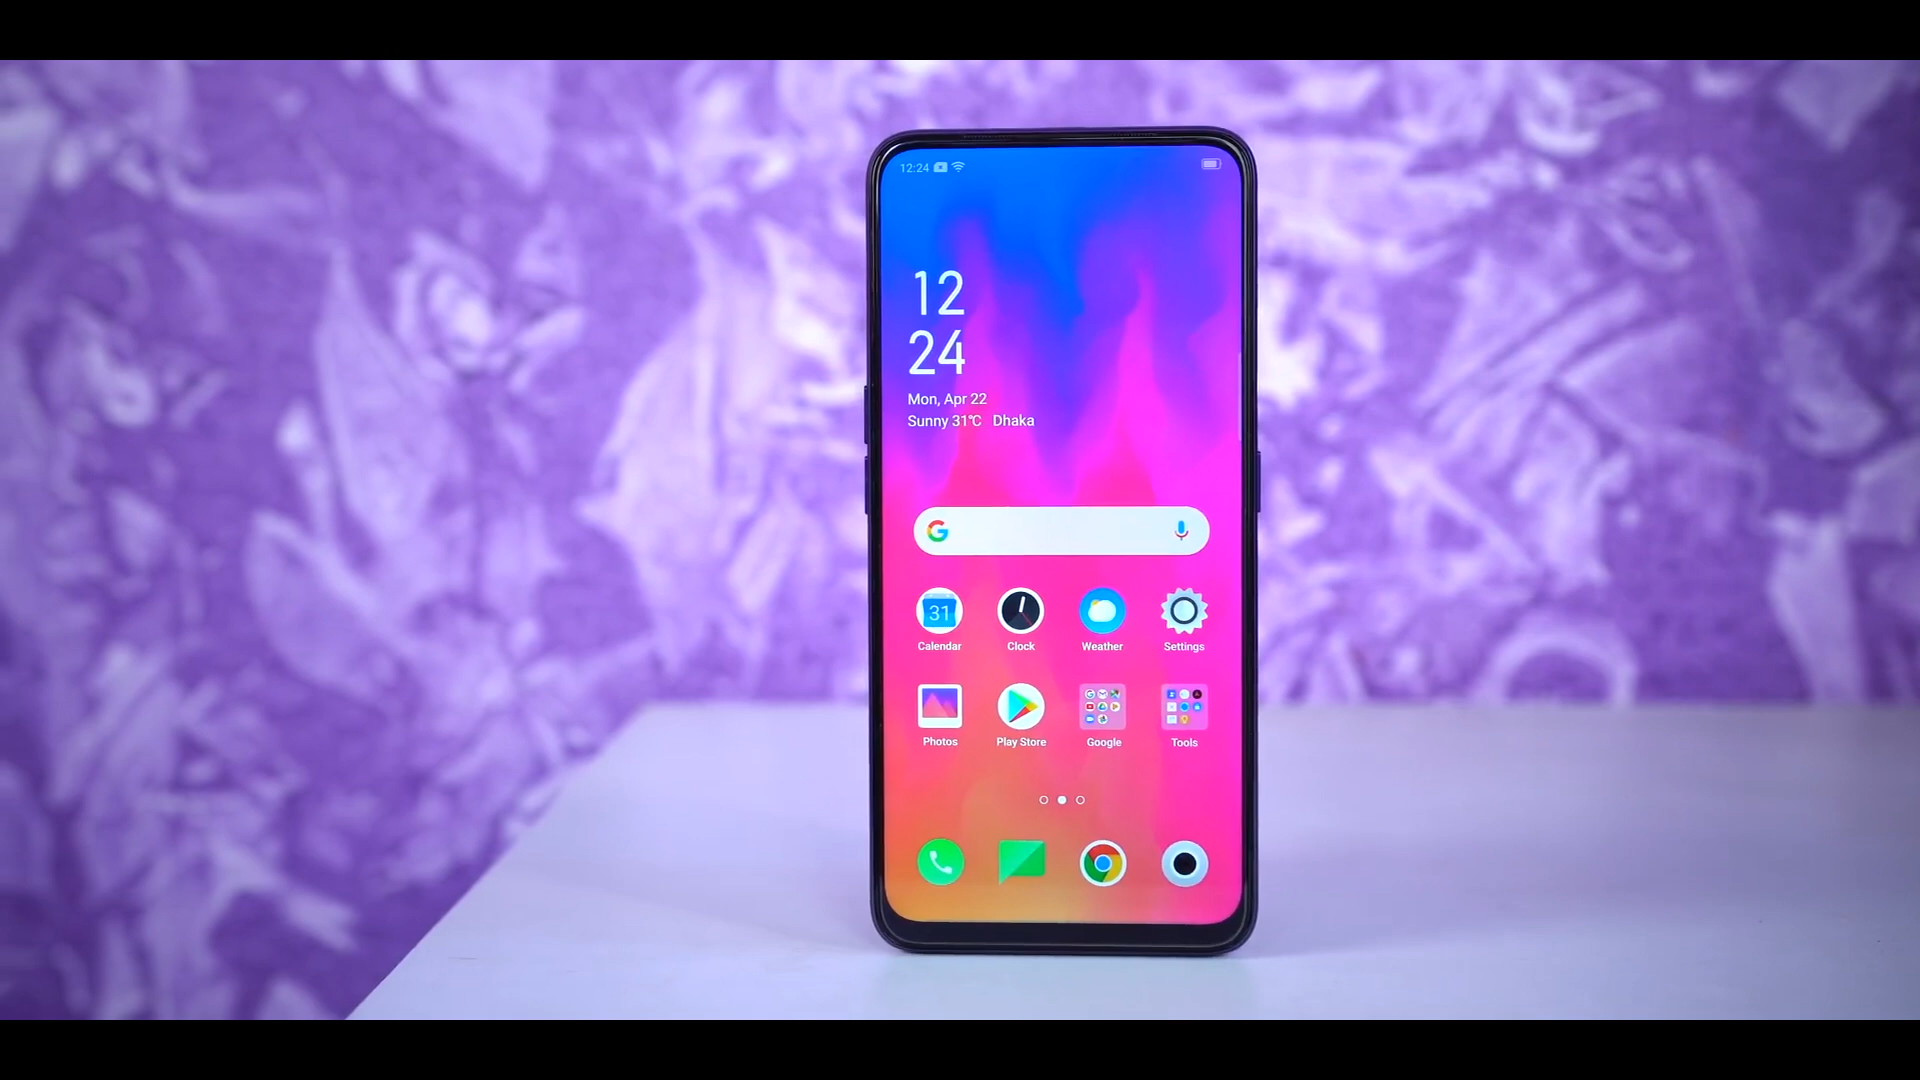 12:24
12
24
Mon, Apr 22
Sunny 31°C Dhaka
G
31
Calendar Clock Weather Settings
Photos Play Store Google Tools